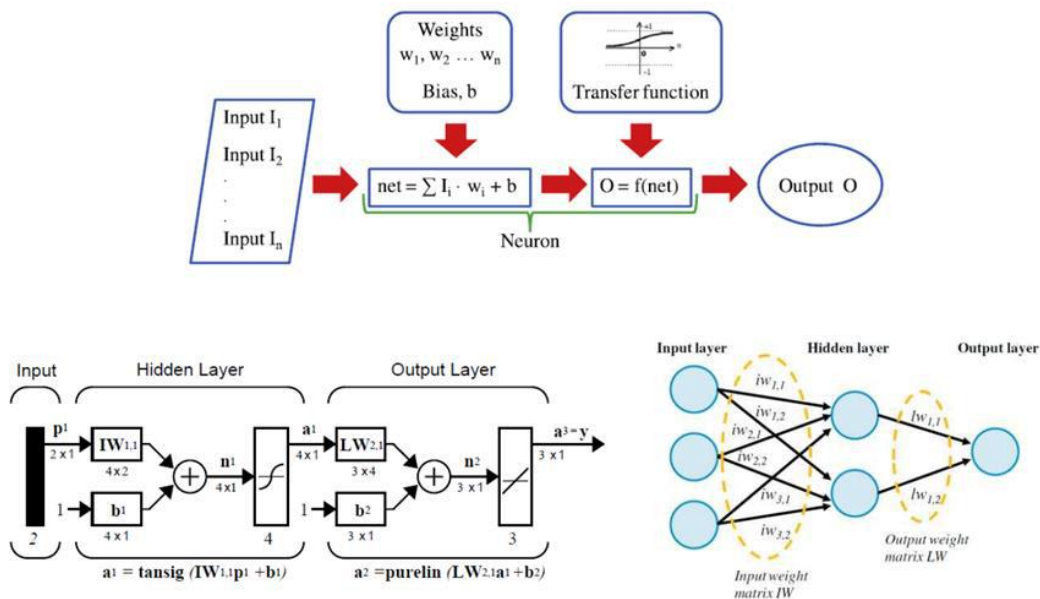 Weights
w₁, w₂ ... wₙ
Bias, b
+1
n
0
-1
Transfer function
Input I₁
Input I₂
.
.
.
Input Iₙ
net = ∑ Iᵢ · wᵢ + b
O = f(net)
Output O
Neuron
Input
Hidden Layer
Output Layer
p¹
2 x 1
IW1,1
4 x 2
1
b¹
4 x 1
n¹
4 x 1
a¹
4 x 1
LW2,1
3 x 4
1
b²
3 x 1
n²
3 x 1
a³ = y
3 x 1
2
4
3
a¹ = tansig (IW1,1p¹ +b¹)
a² =purelin (LW2,1a¹ +b²)
Input layer
Hidden layer
Output layer
iw1,1
iw1,2
iw2,1
iw2,2
iw3,1
iw3,2
lw1,1
lw1,2
Output weight
matrix LW
Input weight
matrix IW